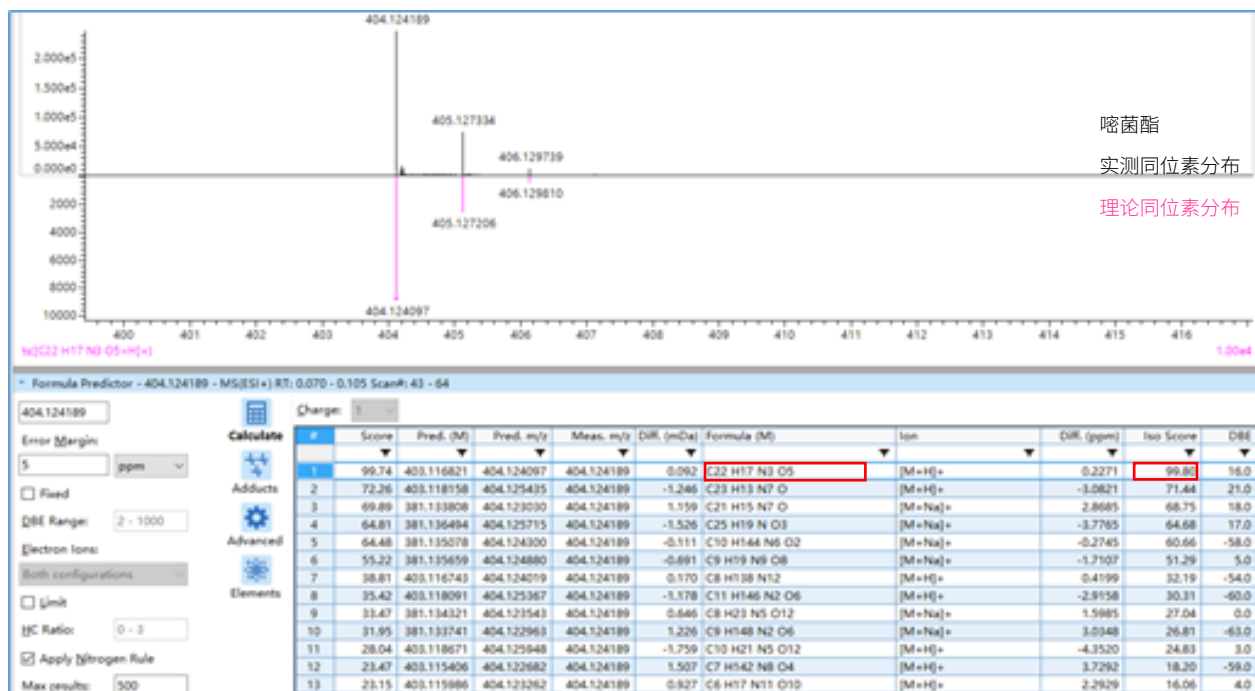 404.124189
2.000e5
1.500e5
1.000e5
5.000e4
0.000e0
405.127334
406.129739
嘧菌酯
实测同位素分布
理论同位素分布
406.129810
405.127206
2000
4000
6000
8000
10000
404.124097
400 401 402 403 404 405 406 407 408 409 410 411 412 413 414 415 416
ts([C22 H17 N3 O5+H]+) 1.00e4
Formula Predictor - 404.124189 - MS(ESI+) RT: 0.070 - 0.105 Scan#: 43 - 64
404.124189
Error Margin:
5 ppm
Fixed
DBE Range: 2 - 1000
Electron Ions:
Both configurations
Limit
HC Ratio: 0 - 3
Apply Nitrogen Rule
Max results: 500
Calculate
Adducts
Advanced
Elements
Charge: 1
# Score Pred. (M) Pred. m/z Meas. m/z Diff. (mDa) Formula (M) Ion Diff. (ppm) Iso Score DBE
1 99.74 403.116821 404.124097 404.124189 0.092 C22 H17 N3 O5 [M+H]+ 0.2271 99.80 16.0
2 72.26 403.118158 404.125435 404.124189 -1.246 C23 H13 N7 O [M+H]+ -3.0821 71.44 21.0
3 69.89 381.133808 404.123030 404.124189 1.159 C21 H15 N7 O [M+Na]+ 2.8685 68.75 18.0
4 64.81 381.136494 404.125715 404.124189 -1.526 C25 H19 N O3 [M+Na]+ -3.7765 64.68 17.0
5 64.48 381.135078 404.124300 404.124189 -0.111 C10 H144 N6 O2 [M+Na]+ -0.2745 60.66 -58.0
6 55.22 381.135659 404.124880 404.124189 -0.691 C9 H19 N9 O8 [M+Na]+ -1.7107 51.29 5.0
7 38.81 403.116743 404.124019 404.124189 0.170 C8 H138 N12 [M+H]+ 0.4199 32.19 -54.0
8 35.42 403.118091 404.125367 404.124189 -1.178 C11 H146 N2 O6 [M+H]+ -2.9158 30.31 -60.0
9 33.47 381.134321 404.123543 404.124189 0.646 C8 H23 N5 O12 [M+Na]+ 1.5985 27.04 0.0
10 31.95 381.133741 404.122963 404.124189 1.226 C9 H148 N2 O6 [M+Na]+ 3.0348 26.81 -63.0
11 28.04 403.118671 404.125948 404.124189 -1.759 C10 H21 N5 O12 [M+H]+ -4.3520 24.83 3.0
12 23.47 403.115406 404.122682 404.124189 1.507 C7 H142 N8 O4 [M+H]+ 3.7292 18.20 -59.0
13 23.15 403.115986 404.123262 404.124189 0.927 C6 H17 N11 O10 [M+H]+ 2.2929 16.06 4.0